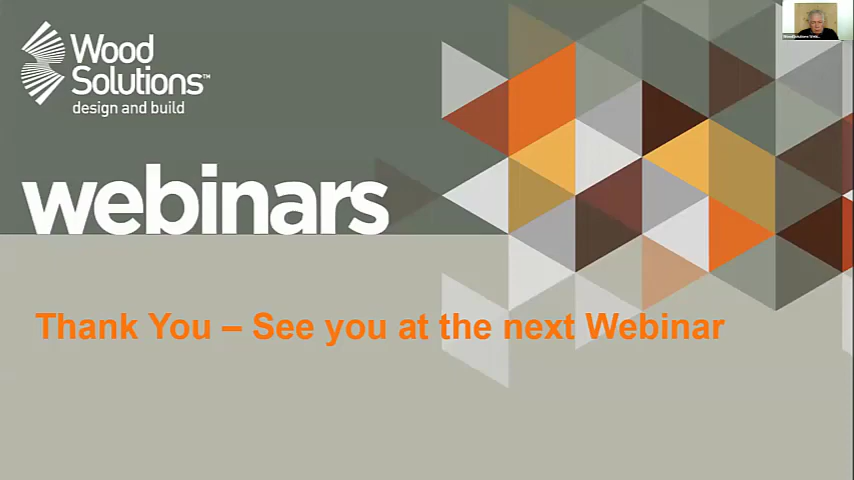 Wood
Solutions™
design and build
webinars
Thank You – See you at the next Webinar